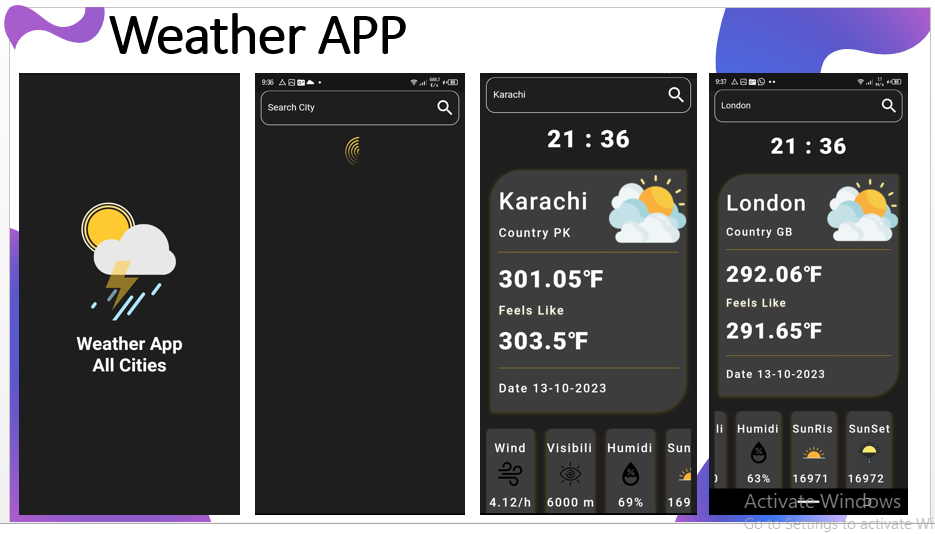 Weather APP
Weather App
All Cities
9:36
Search City
Karachi
21 : 36
Karachi
Country PK
301.05°F
Feels Like
303.5°F
Date 13-10-2023
Wind
Visibili
Humidi
Sun
4.12/h
6000 m
69%
169
9:37
London
21 : 36
London
Country GB
292.06°F
Feels Like
291.65°F
Date 13-10-2023
li
Humidi
SunRis
SunSet
0
63%
16971
16972
Activate Windows
Go to Settings to activate Wi